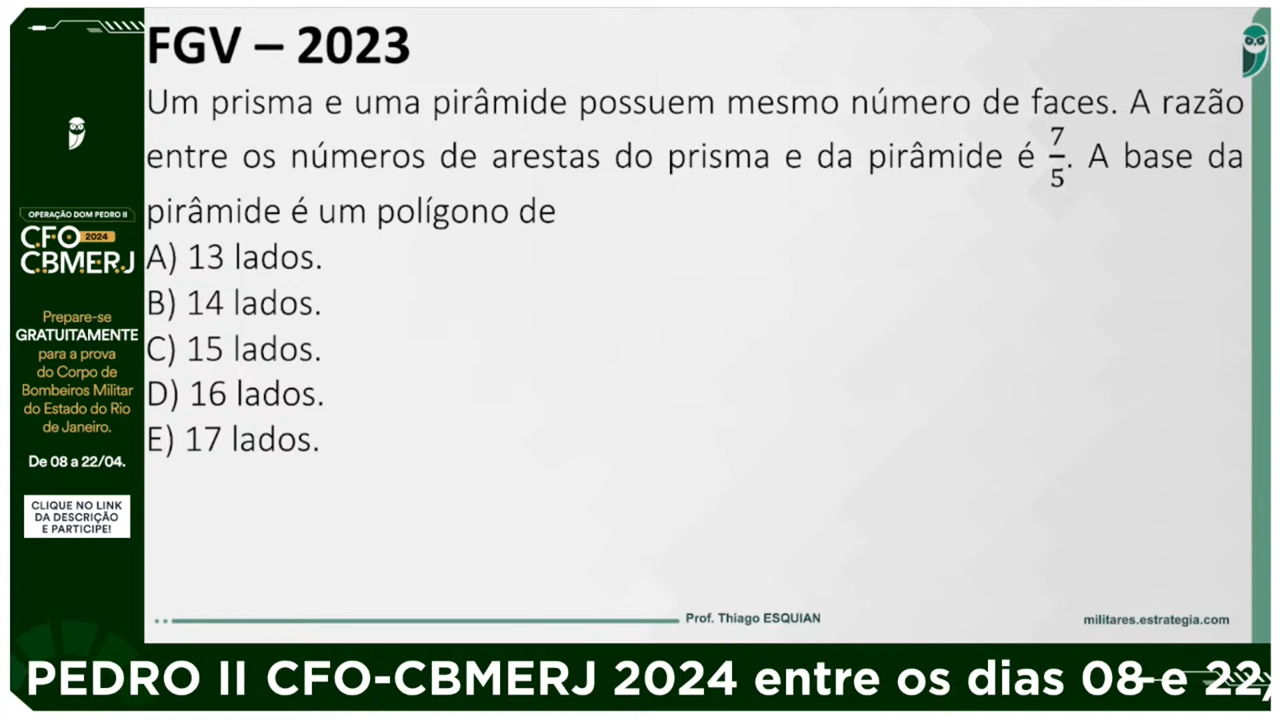 FGV – 2023
Um prisma e uma pirâmide possuem mesmo número de faces. A razão
entre os números de arestas do prisma e da pirâmide é 7/5. A base da
pirâmide é um polígono de
A) 13 lados.
B) 14 lados.
C) 15 lados.
D) 16 lados.
E) 17 lados.
OPERAÇÃO DOM PEDRO II
CFO 2024
CBMERJ
Prepare-se
GRATUITAMENTE
para a prova
do Corpo de
Bombeiros Militar
do Estado do Rio
de Janeiro.
De 08 a 22/04.
CLIQUE NO LINK
DA DESCRIÇÃO
E PARTICIPE!
Prof. Thiago ESQUIAN
militares.estrategia.com
PEDRO II CFO-CBMERJ 2024 entre os dias 08 e 22/